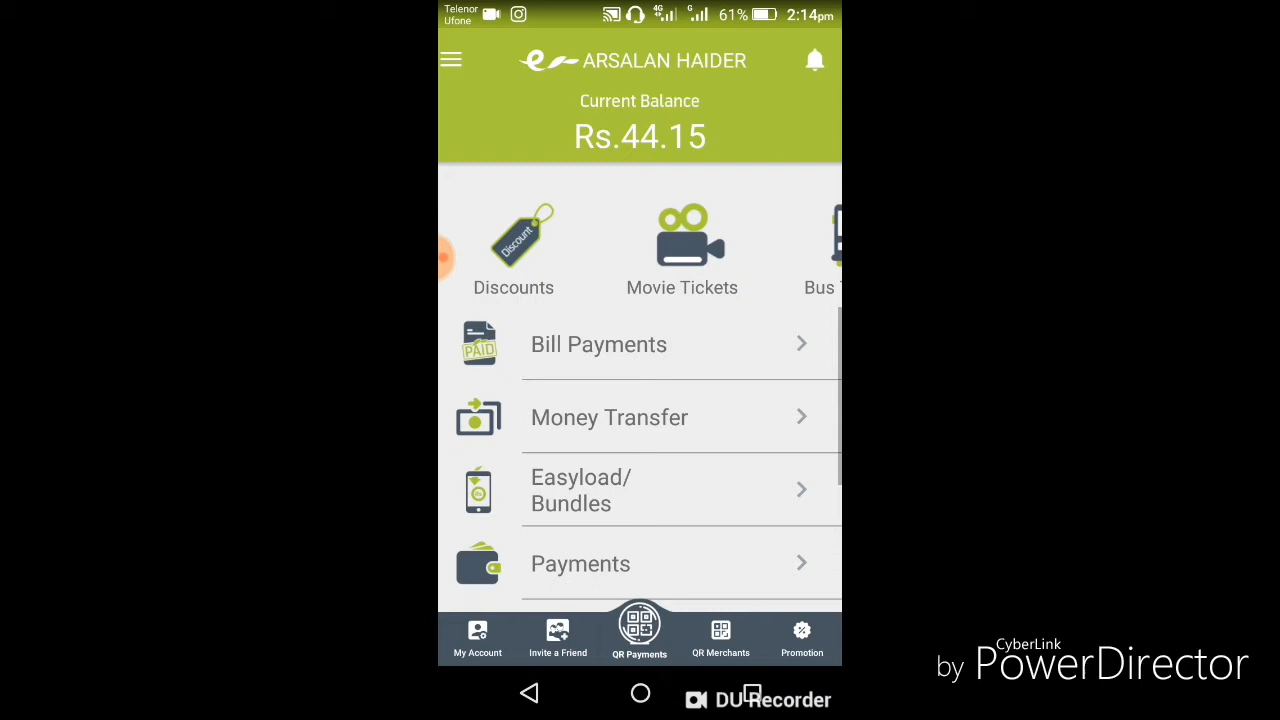 Telenor
Ufone
4G
G
61%
2:14pm
e ARSALAN HAIDER
Current Balance
Rs.44.15
Discount
Discounts
Movie Tickets
Bus
PAID
Bill Payments
Money Transfer
Easyload/
Bundles
Payments
My Account
Invite a Friend
QR Payments
QR Merchants
Promotion
DU Recorder
CyberLink
by PowerDirector